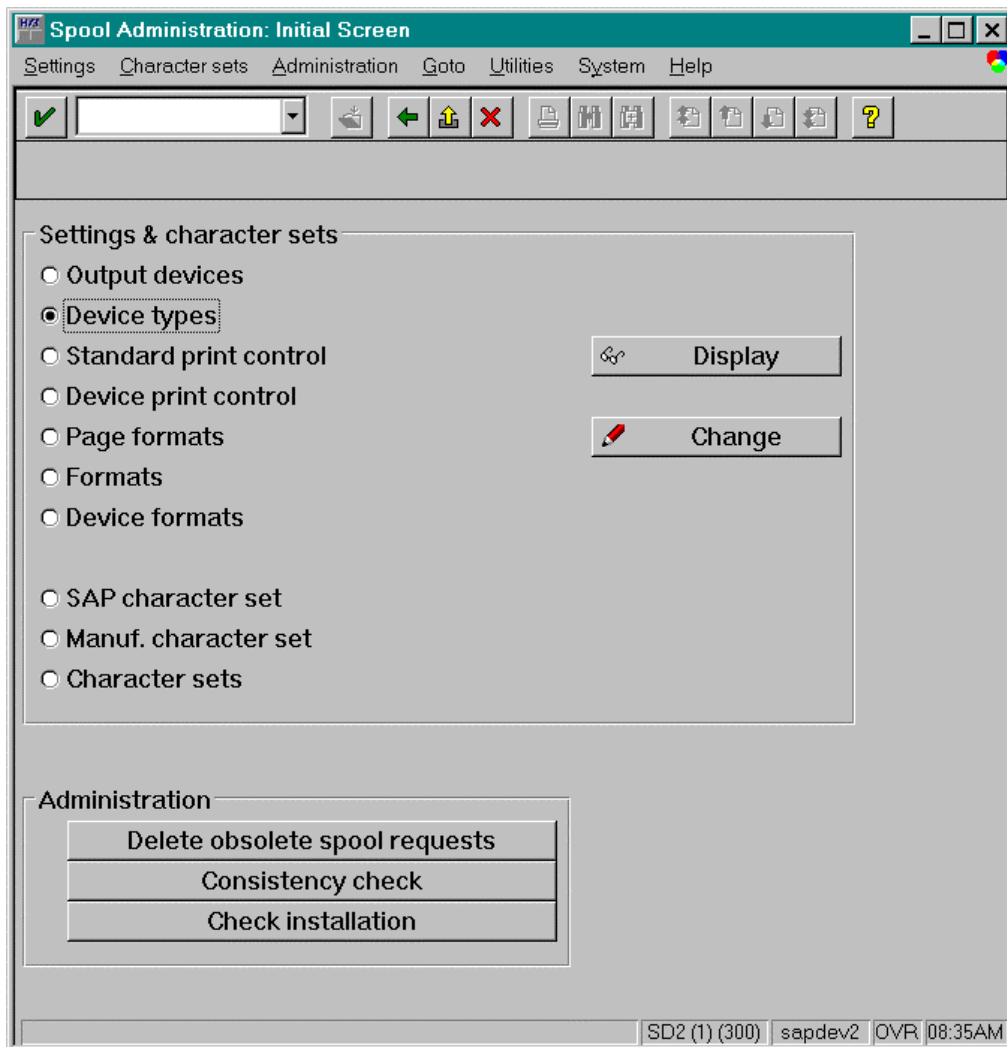 Spool Administration: Initial Screen
Settings Character sets Administration Goto Utilities System Help
Settings & character sets
Output devices
Device types
Standard print control
Display
Device print control
Page formats
Change
Formats
Device formats
SAP character set
Manuf. character set
Character sets
Administration
Delete obsolete spool requests
Consistency check
Check installation
SD2 (1) (300) sapdev2 OVR 08:35AM